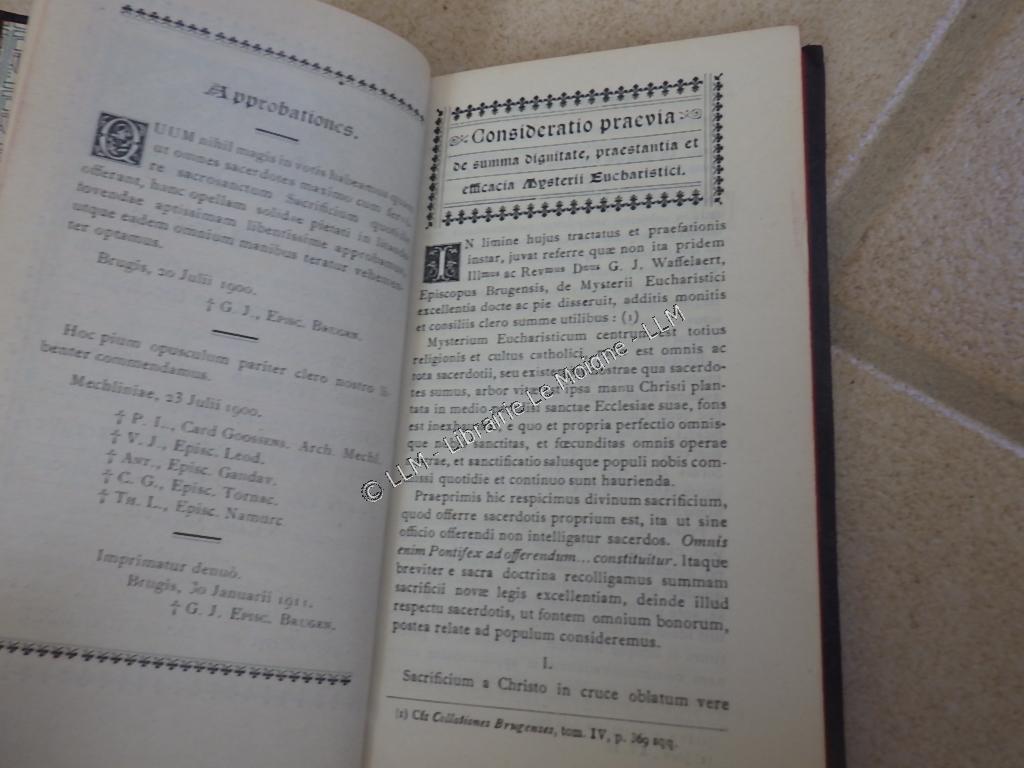 Approbationes.
QUUM nihil magis in votis habeamus quam
ut omnes sacerdotes maximo cum fervo-
re sacrosanctum Sacrificium quotidie
offerant, hanc opellam solidae pietati in litando
fovendae aptissimam libentissime approbamus,
utque eadem omnium manibus teratur vehemen-
ter optamus.
Brugis, 20 Julii 1900.
† G. J., Episc. Brugen.
Hoc pium opusculum pariter clero nostro li-
benter commendamus.
Mechliniae, 23 Julii 1900.
† P. L., Card Goossens. Arch. Mechl.
† V. J., Episc. Leod.
† Ant., Episc. Gandav.
† C. G., Episc. Tornac.
† Th. L., Episc. Namurc
Imprimatur denuò.
Brugis, 30 Januarii 1911.
† G. J. Episc. Brugen.
Consideratio praevia
de summa dignitate, praestantia et
efficacia Mysterii Eucharistici.
IN limine hujus tractatus et praefationis
instar, juvat referre quæ non ita pridem
Illmus ac Revmus Dnus G. J. Waffelaert,
Episcopus Brugensis, de Mysterii Eucharistici
excellentia docte ac pie disseruit, additis monitis
et consiliis clero summe utilibus : (1)
Mysterium Eucharisticum centrum est totius
religionis et cultus catholici, est omnis ac
tota sacerdotii, seu existentiae nostrae qua sacerdo-
tes sumus, arbor vitæ est ipsa manu Christi plan-
tata in medio paradisi sanctae Ecclesiae suae, fons
est inexhaustus e quo et propria perfectio omnis-
que nobis sanctitas, et fœcunditas omnis operae
nostrae, et sanctificatio salusque populi nobis com-
missi quotidie et continuo sunt haurienda.
Praeprimis hic respicimus divinum sacrificium,
quod offerre sacerdotis proprium est, ita ut sine
officio offerendi non intelligatur sacerdos. Omnis
enim Pontifex ad offerendum... constituitur. Itaque
breviter e sacra doctrina recolligamus summam
sacrificii novæ legis excellentiam, deinde illud
respectu sacerdotis, ut fontem omnium bonorum,
postea relate ad populum consideremus.
I.
Sacrificium a Christo in cruce oblatum vere
(1) Cfr Collationes Brugenses, tom. IV, p. 369 sqq.
© LLM - Librairie Le Moigne - LLM